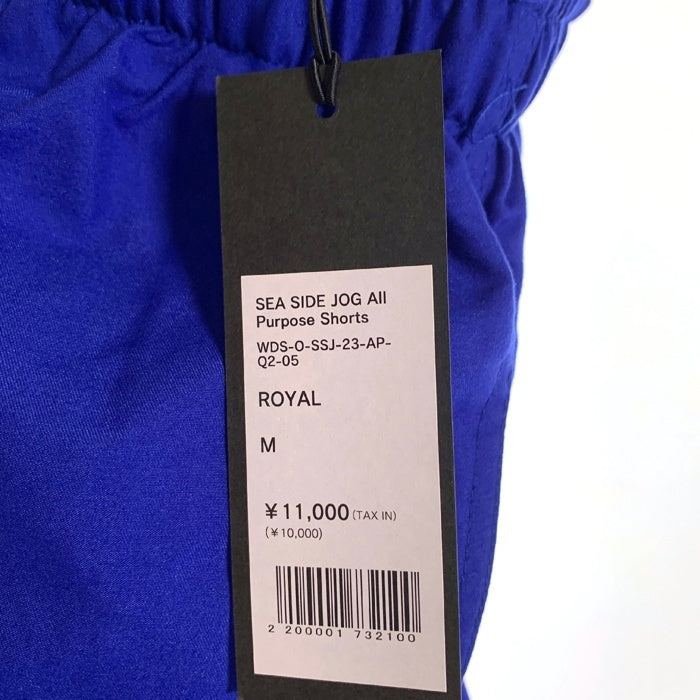 SEA SIDE JOG All
Purpose Shorts
WDS-O-SSJ-23-AP-
Q2-05
ROYAL
M
¥11,000 (TAX IN)
(¥10,000)
2 200001 732100